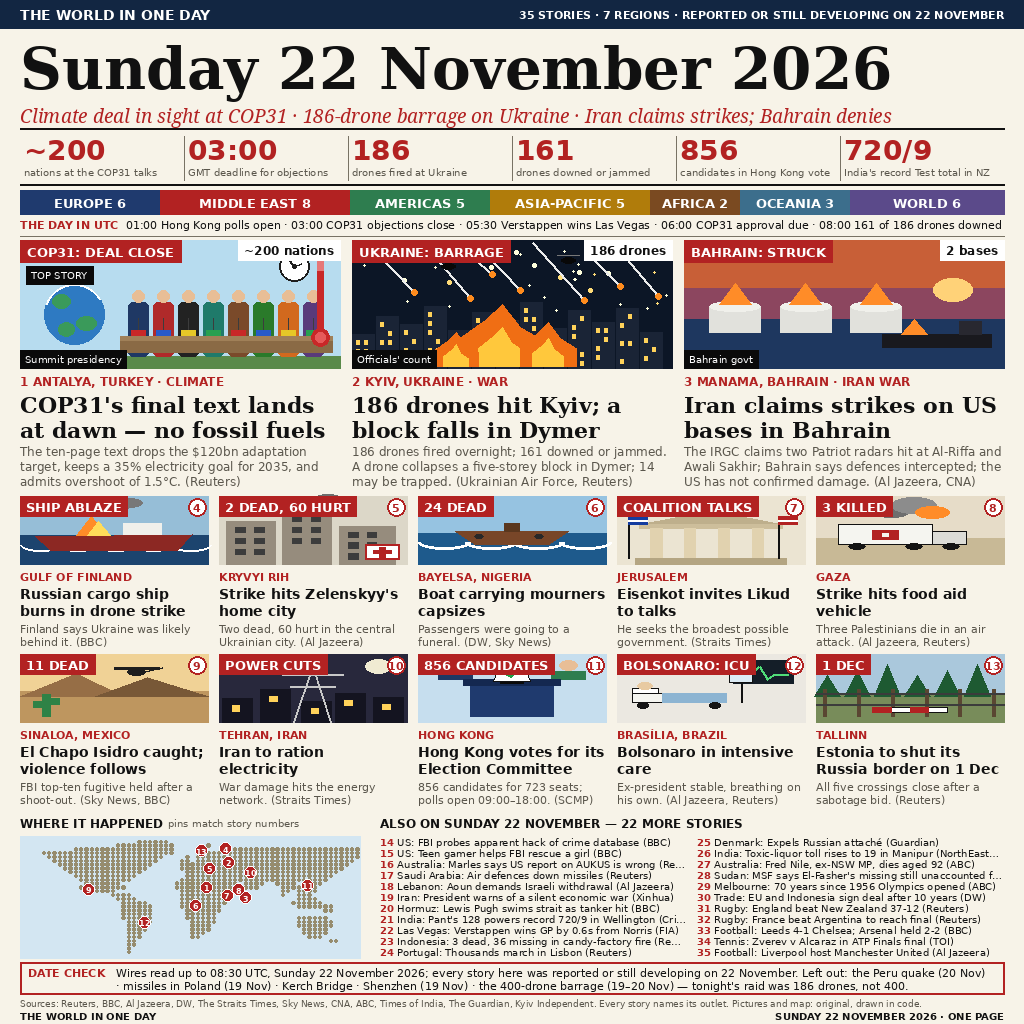 THE WORLD IN ONE DAY
35 STORIES · 7 REGIONS · REPORTED OR STILL DEVELOPING ON 22 NOVEMBER
Sunday 22 November 2026
Climate deal in sight at COP31 · 186-drone barrage on Ukraine · Iran claims strikes; Bahrain denies
~200
nations at the COP31 talks
03:00
GMT deadline for objections
186
drones fired at Ukraine
161
drones downed or jammed
856
candidates in Hong Kong vote
720/9
India's record Test total in NZ
EUROPE 6
MIDDLE EAST 8
AMERICAS 5
ASIA-PACIFIC 5
AFRICA 2
OCEANIA 3
WORLD 6
THE DAY IN UTC 01:00 Hong Kong polls open · 03:00 COP31 objections close · 05:30 Verstappen wins Las Vegas · 06:00 COP31 approval due · 08:00 161 of 186 drones downed
COP31: DEAL CLOSE
~200 nations
TOP STORY
Summit presidency
1 ANTALYA, TURKEY · CLIMATE
COP31's final text lands
at dawn — no fossil fuels
The ten-page text drops the $120bn adaptation
target, keeps a 35% electricity goal for 2035, and
admits overshoot of 1.5°C. (Reuters)
UKRAINE: BARRAGE
186 drones
Officials' count
2 KYIV, UKRAINE · WAR
186 drones hit Kyiv; a
block falls in Dymer
186 drones fired overnight; 161 downed or jammed.
A drone collapses a five-storey block in Dymer; 14
may be trapped. (Ukrainian Air Force, Reuters)
BAHRAIN: STRUCK
2 bases
Bahrain govt
3 MANAMA, BAHRAIN · IRAN WAR
Iran claims strikes on US
bases in Bahrain
The IRGC claims two Patriot radars hit at Al-Riffa and
Awali Sakhir; Bahrain says defences intercepted; the
US has not confirmed damage. (Al Jazeera, CNA)
SHIP ABLAZE
4
GULF OF FINLAND
Russian cargo ship
burns in drone strike
Finland says Ukraine was likely
behind it. (BBC)
2 DEAD, 60 HURT
5
KRYVYI RIH
Strike hits Zelenskyy's
home city
Two dead, 60 hurt in the central
Ukrainian city. (Al Jazeera)
24 DEAD
6
BAYELSA, NIGERIA
Boat carrying mourners
capsizes
Passengers were going to a
funeral. (DW, Sky News)
COALITION TALKS
7
JERUSALEM
Eisenkot invites Likud
to talks
He seeks the broadest possible
government. (Straits Times)
3 KILLED
8
GAZA
Strike hits food aid
vehicle
Three Palestinians die in an air
attack. (Al Jazeera, Reuters)
11 DEAD
9
SINALOA, MEXICO
El Chapo Isidro caught;
violence follows
FBI top-ten fugitive held after a
shoot-out. (Sky News, BBC)
POWER CUTS
10
TEHRAN, IRAN
Iran to ration
electricity
War damage hits the energy
network. (Straits Times)
856 CANDIDATES
11
HONG KONG
Hong Kong votes for its
Election Committee
856 candidates for 723 seats;
polls open 09:00–18:00. (SCMP)
BOLSONARO: ICU
12
BRASÍLIA, BRAZIL
Bolsonaro in intensive
care
Ex-president stable, breathing on
his own. (Al Jazeera, Reuters)
1 DEC
13
TALLINN
Estonia to shut its
Russia border on 1 Dec
All five crossings close after a
sabotage bid. (Reuters)
WHERE IT HAPPENED pins match story numbers
13
4
2
5
10
1
8
7
3
6
9
11
12
ALSO ON SUNDAY 22 NOVEMBER — 22 MORE STORIES
14 US: FBI probes apparent hack of crime database (BBC)
15 US: Teen gamer helps FBI rescue a girl (BBC)
16 Australia: Marles says US report on AUKUS is wrong (Re...
17 Saudi Arabia: Air defences down missiles (Reuters)
18 Lebanon: Aoun demands Israeli withdrawal (Al Jazeera)
19 Iran: President warns of a silent economic war (Xinhua)
20 Hormuz: Lewis Pugh swims strait as tanker hit (BBC)
21 India: Pant's 128 powers record 720/9 in Wellington (Cri...
22 Las Vegas: Verstappen wins GP by 0.6s from Norris (FIA)
23 Indonesia: 3 dead, 36 missing in candy-factory fire (Re...
24 Portugal: Thousands march in Lisbon (Reuters)
25 Denmark: Expels Russian attaché (Guardian)
26 India: Toxic-liquor toll rises to 19 in Manipur (NorthEast...
27 Australia: Fred Nile, ex-NSW MP, dies aged 92 (ABC)
28 Sudan: MSF says El-Fasher's missing still unaccounted f...
29 Melbourne: 70 years since 1956 Olympics opened (ABC)
30 Trade: EU and Indonesia sign deal after 10 years (DW)
31 Rugby: England beat New Zealand 37-12 (Reuters)
32 Rugby: France beat Argentina to reach final (Reuters)
33 Football: Leeds 4-1 Chelsea; Arsenal held 2-2 (BBC)
34 Tennis: Zverev v Alcaraz in ATP Finals final (TOI)
35 Football: Liverpool host Manchester United (Al Jazeera)
DATE CHECK Wires read up to 08:30 UTC, Sunday 22 November 2026; every story here was reported or still developing on 22 November. Left out: the Peru quake (20 Nov)
· missiles in Poland (19 Nov) · Kerch Bridge · Shenzhen (19 Nov) · the 400-drone barrage (19–20 Nov) — tonight's raid was 186 drones, not 400.
Sources: Reuters, BBC, Al Jazeera, DW, The Straits Times, Sky News, CNA, ABC, Times of India, The Guardian, Kyiv Independent. Every story names its outlet. Pictures and map: original, drawn in code.
THE WORLD IN ONE DAY
SUNDAY 22 NOVEMBER 2026 · ONE PAGE